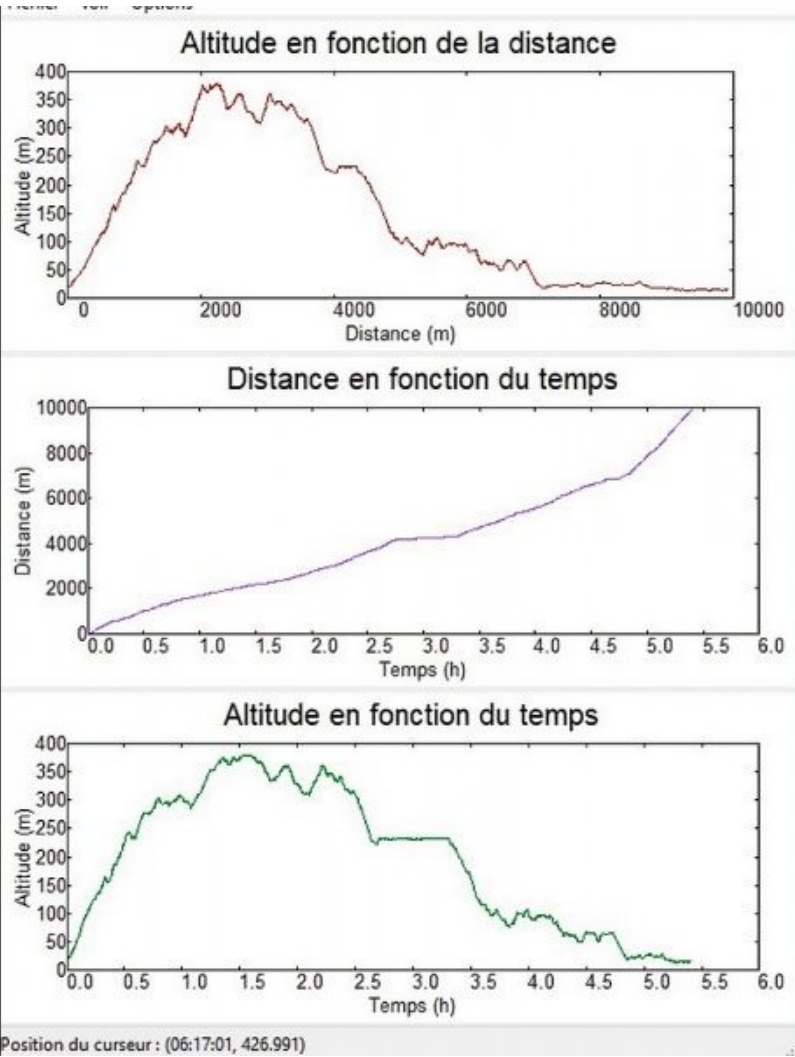 Altitude en fonction de la distance
400
350
300
250
200
150
100
50
0
Altitude (m)
0 2000 4000 6000 8000 10000
Distance (m)
Distance en fonction du temps
10000
8000
6000
4000
2000
0
Distance (m)
0.0 0.5 1.0 1.5 2.0 2.5 3.0 3.5 4.0 4.5 5.0 5.5 6.0
Temps (h)
Altitude en fonction du temps
400
350
300
250
200
150
100
50
0
Altitude (m)
0.0 0.5 1.0 1.5 2.0 2.5 3.0 3.5 4.0 4.5 5.0 5.5 6.0
Temps (h)
Position du curseur : (06:17:01, 426.991)